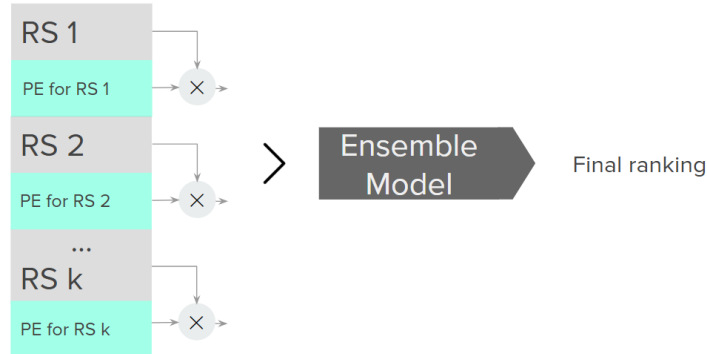 RS 1
PE for RS 1
×
RS 2
PE for RS 2
×
...
RS k
PE for RS k
×
Ensemble
Model
Final ranking